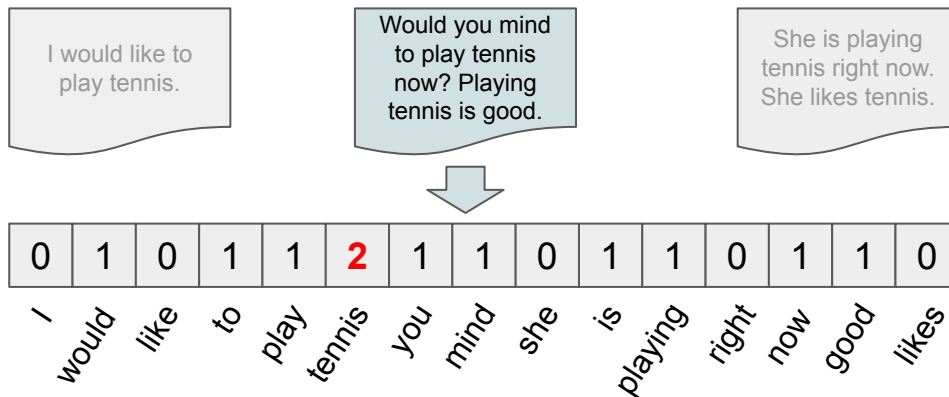 I would like to
play tennis.
Would you mind
to play tennis
now? Playing
tennis is good.
She is playing
tennis right now.
She likes tennis.
0 1 0 1 1 2 1 1 0 1 1 0 1 1 0
I would like to play tennis you mind she is playing right now good likes